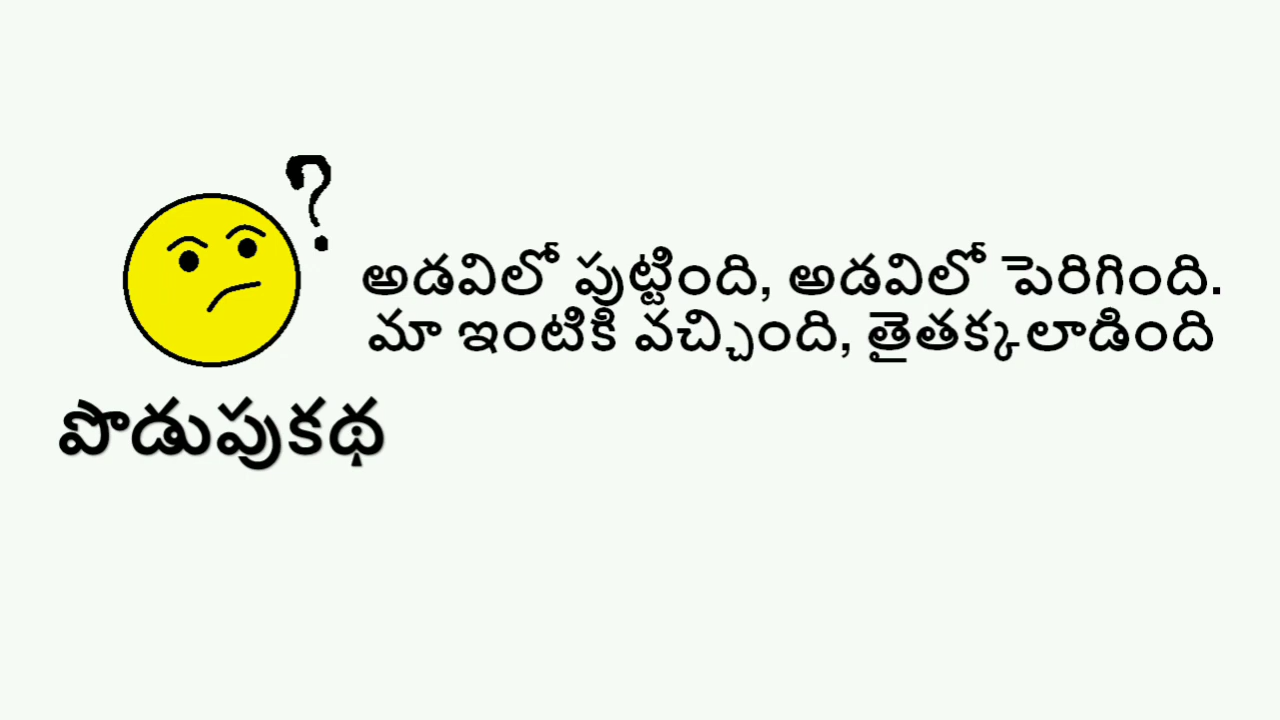 ?
అడవిలో పుట్టింది, అడవిలో పెరిగింది.
మా ఇంటికి వచ్చింది, తైతక్కలాడింది
పొడుపుకథ